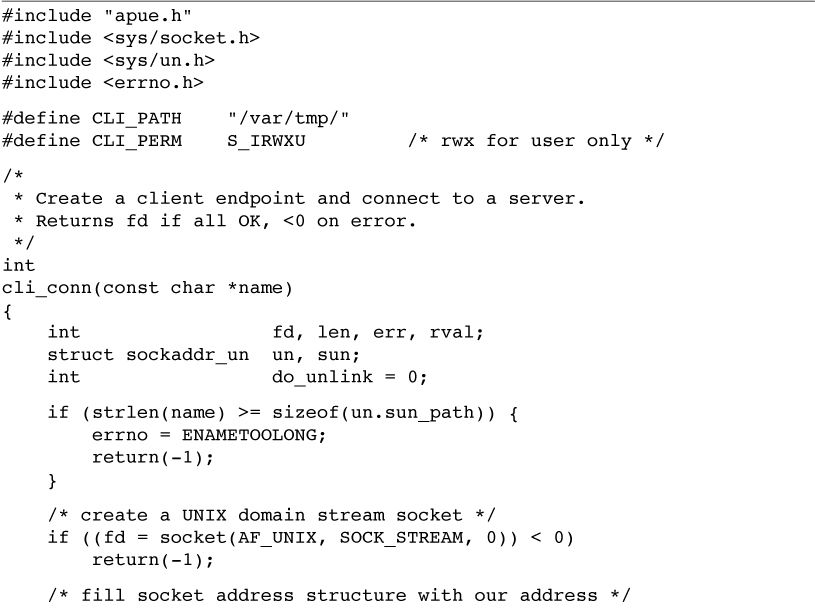 #include "apue.h"
#include <sys/socket.h>
#include <sys/un.h>
#include <errno.h>
#define CLI_PATH    "/var/tmp/"
#define CLI_PERM    S_IRWXU         /* rwx for user only */
/*
 * Create a client endpoint and connect to a server.
 * Returns fd if all OK, <0 on error.
 */
int
cli_conn(const char *name)
{
    int                 fd, len, err, rval;
    struct sockaddr_un  un, sun;
    int                 do_unlink = 0;
    if (strlen(name) >= sizeof(un.sun_path)) {
        errno = ENAMETOOLONG;
        return(-1);
    }
    /* create a UNIX domain stream socket */
    if ((fd = socket(AF_UNIX, SOCK_STREAM, 0)) < 0)
        return(-1);
    /* fill socket address structure with our address */